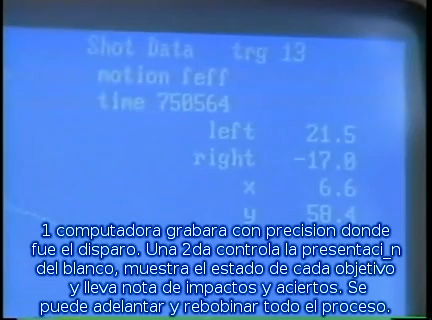 Shot Data trg 13
motion feff
time 750564
left 21.5
right -17.0
x 6.6
y 58.4
1 computadora grabara con precision donde
fue el disparo. Una 2da controla la presentaci_n
del blanco, muestra el estado de cada objetivo
y lleva nota de impactos y aciertos. Se
puede adelantar y rebobinar todo el proceso.